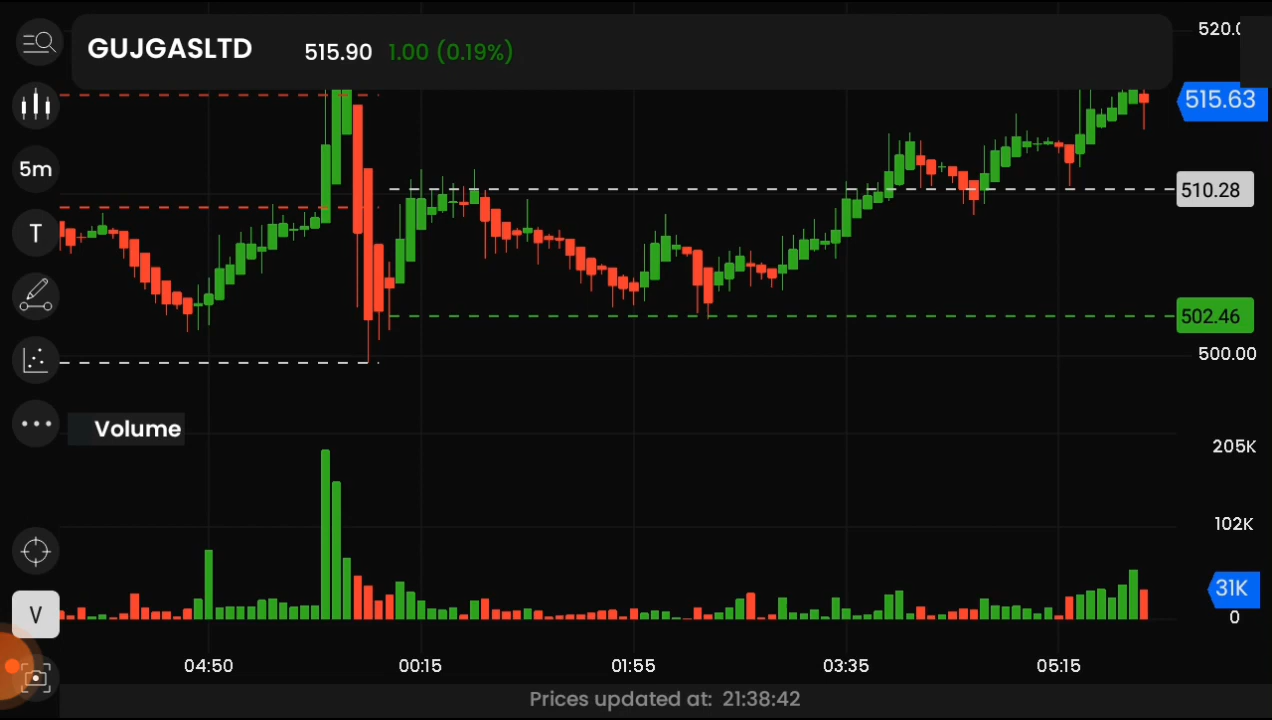 GUJGASLTD 515.90 1.00 (0.19%)
520.0
515.63
5m
T
510.28
502.46
500.00
Volume
205K
102K
31K
V
0
04:50 00:15 01:55 03:35 05:15
Prices updated at: 21:38:42